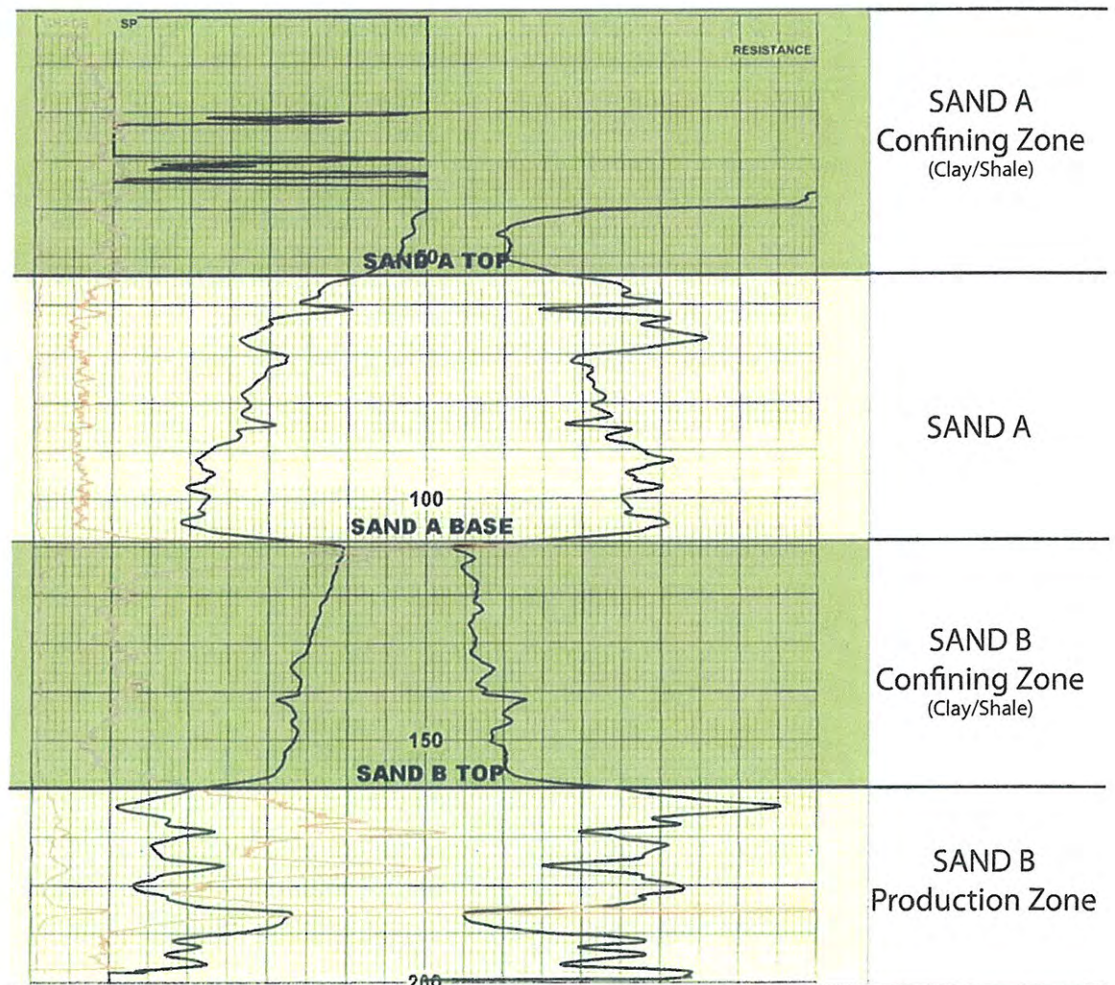 SP
RESISTANCE
SAND A
Confining Zone
(Clay/Shale)
50
SAND A TOP
SAND A
100
SAND A BASE
SAND B
Confining Zone
(Clay/Shale)
150
SAND B TOP
SAND B
Production Zone
200